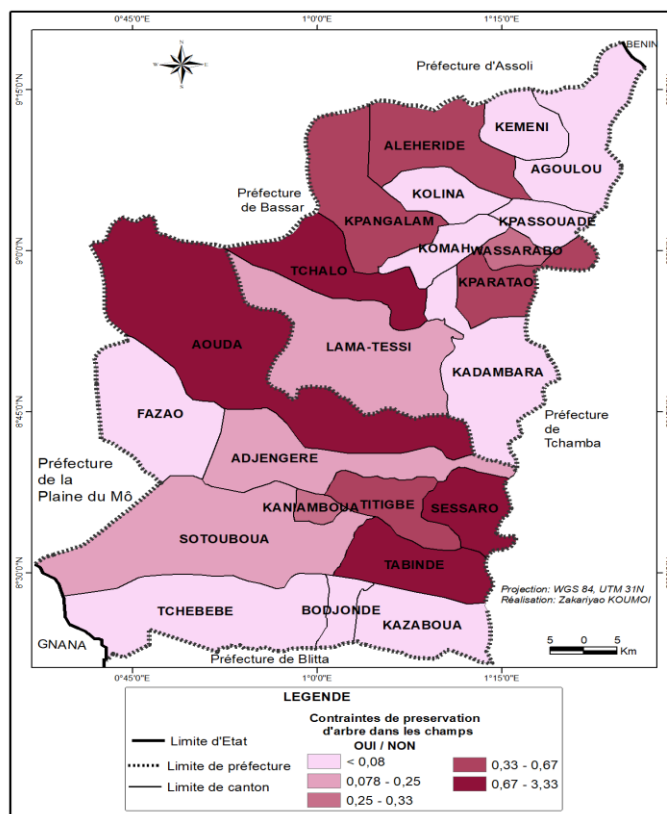 0°45'0"E 1°0'0"E 1°15'0"E
N
W E
S
BENIN
Préfecture d'Assoli
9°15'0"N
KEMENI
ALEHERIDE
AGOULOU
KOLINA
Préfecture
de Bassar
KPANGALAM
KPASSOUADE
KOMAH
WASSARABO
9°0'0"N
TCHALO
KPARATAO
AOUDA
LAMA-TESSI
KADAMBARA
FAZAO
8°45'0"N
Préfecture
de
Tchamba
ADJENGERE
Préfecture
de la
Plaine du Mô
KANIAMBOUA
TITIGBE
SESSARO
SOTOUBOUA
TABINDE
8°30'0"N
Projection: WGS 84, UTM 31N
Réalisation: Zakariyao KOUMOI
TCHEBEBE
BODJONDE
KAZABOUA
GNANA
Préfecture de Blitta
5 0 5
Km
0°45'0"E 1°0'0"E 1°15'0"E
LEGENDE
Contraintes de preservation
d'arbre dans les champs
OUI / NON
Limite d'Etat
Limite de préfecture
Limite de canton
< 0,08
0,078 - 0,25
0,25 - 0,33
0,33 - 0,67
0,67 - 3,33